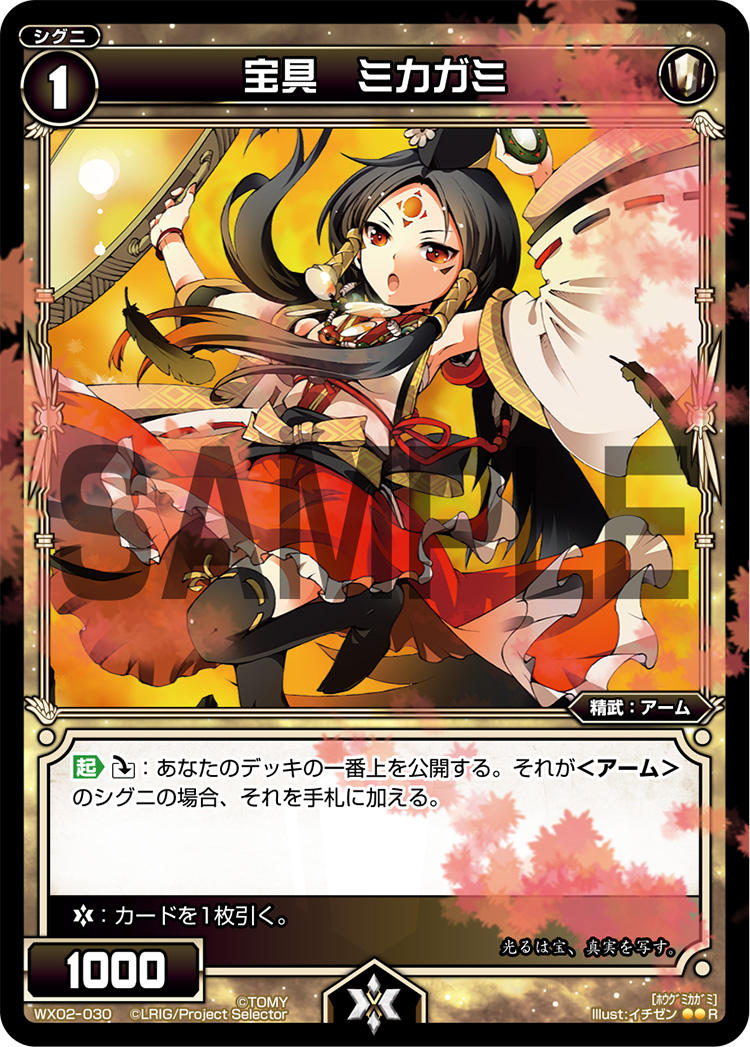 シグニ
1
宝具　ミカガミ
SAMPLE
精武：アーム
起：あなたのデッキの一番上を公開する。それが＜アーム＞
のシグニの場合、それを手札に加える。
：カードを1枚引く。
光るは宝、真実を写す。
1000
©TOMY
[ﾎｳｸﾞﾐｶｶﾞﾐ]
WX02-030 ©LRIG/Project Selector
Illust:イチゼン R